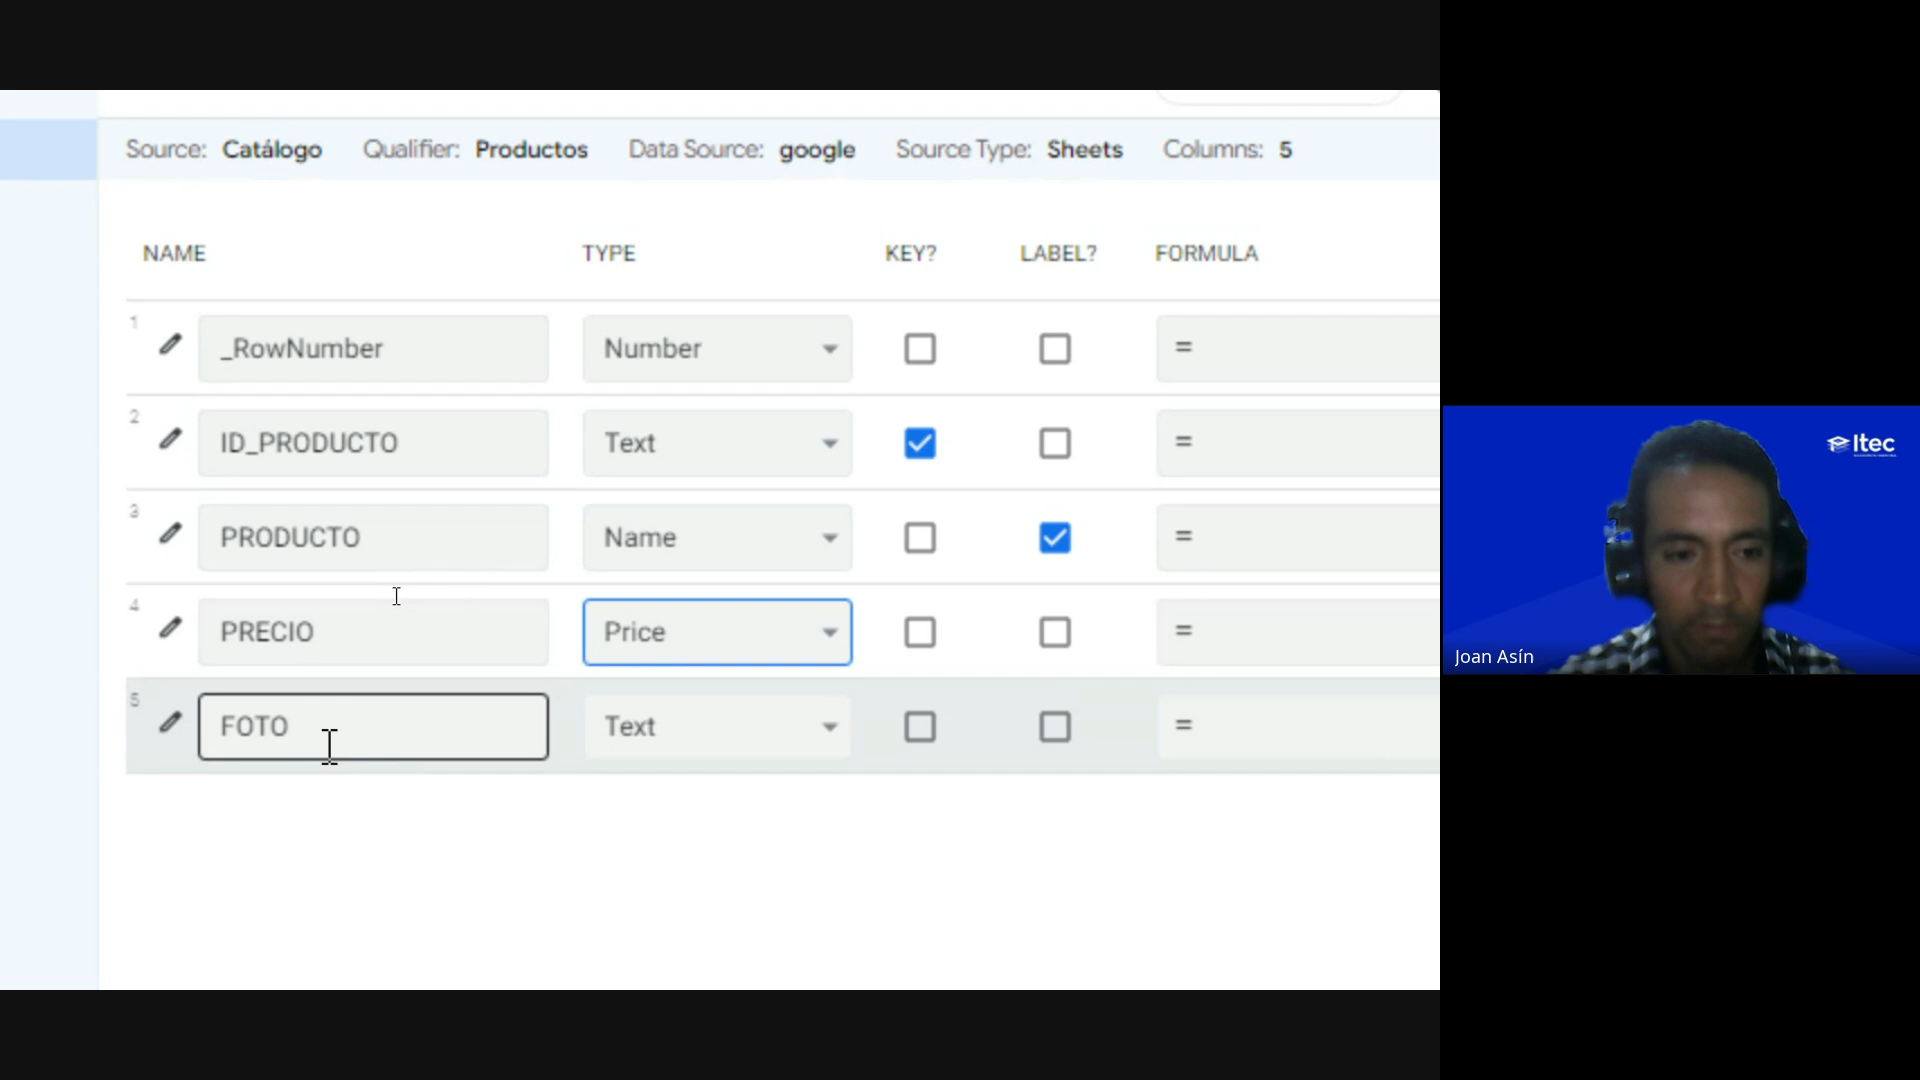 Source: Catálogo Qualifier: Productos Data Source: google Source Type: Sheets Columns: 5
NAME TYPE KEY? LABEL? FORMULA
1 _RowNumber Number =
2 ID_PRODUCTO Text =
3 PRODUCTO Name =
4 PRECIO Price =
5 FOTO Text =
Itec
Joan Asín